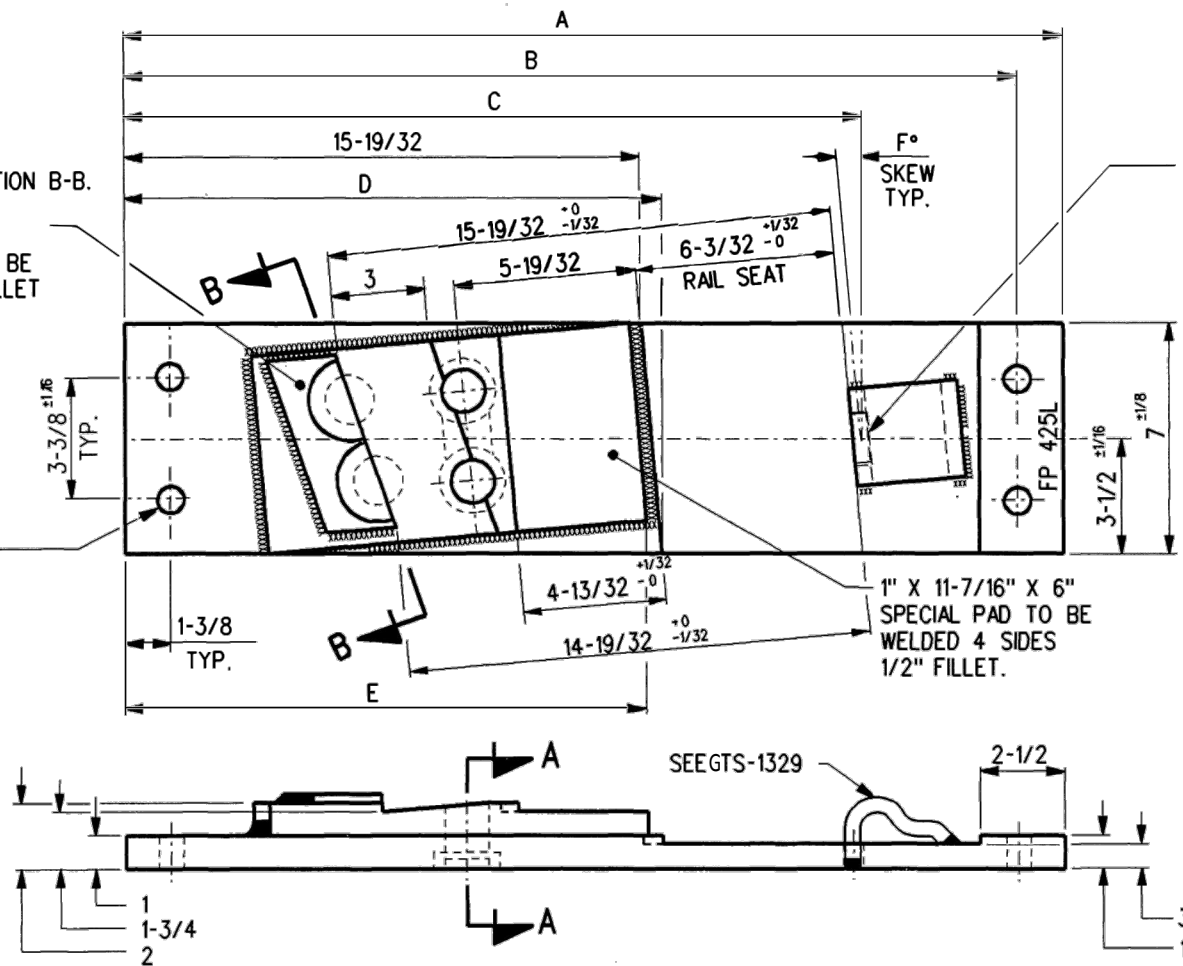 A
B
C
15-19/32
F°
SKEW
TYP.
TION B-B.
D
15-19/32 +0 -1/32
6-3/32 +1/32 -0
RAIL SEAT
BE
LLET
B
3
5-19/32
3-3/8
TYP.
FP 425L
3-1/2 ±1/16
7 ±1/8
4-13/32 +1/32 -0
1" X 11-7/16" X 6"
SPECIAL PAD TO BE
WELDED 4 SIDES
1/2" FILLET.
1-3/8
TYP.
B
14-19/32 +0 -1/32
E
A
SEEGTS-1329
2-1/2
1
1-3/4
2
A
3
1